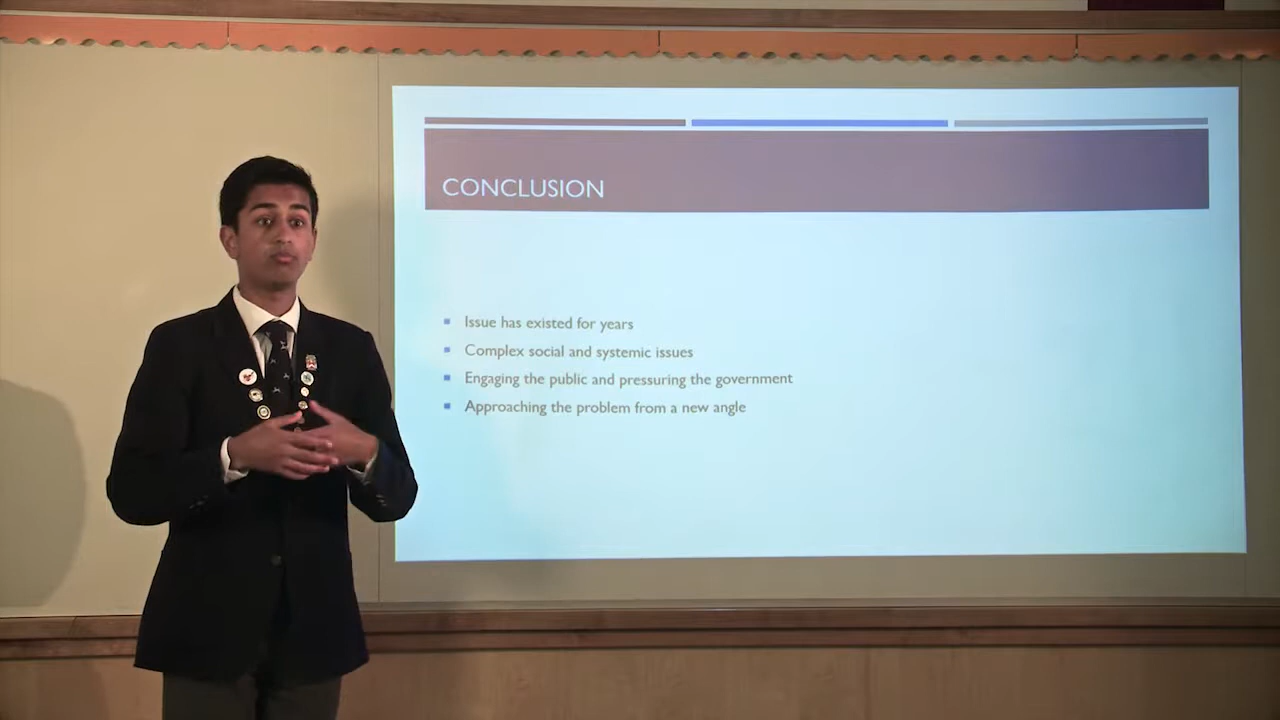 CONCLUSION
Issue has existed for years
Complex social and systemic issues
Engaging the public and pressuring the government
Approaching the problem from a new angle